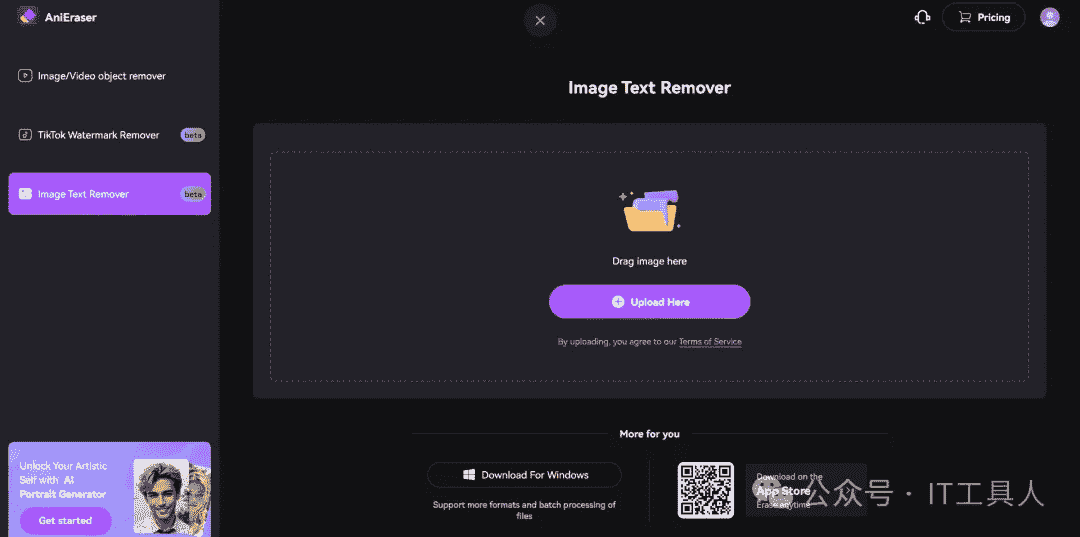 AniEraser
Pricing
Image/Video object remover
TikTok Watermark Remover
beta
Image Text Remover
beta
Unlock Your Artistic
Self with AI
Portrait Generator
Get started
Image Text Remover
Drag image here
Upload Here
By uploading, you agree to our Terms of Service
More for you
Download For Windows
Support more formats and batch processing of
files
Download on the
App Store
Erase anytime
公众号 · IT工具人